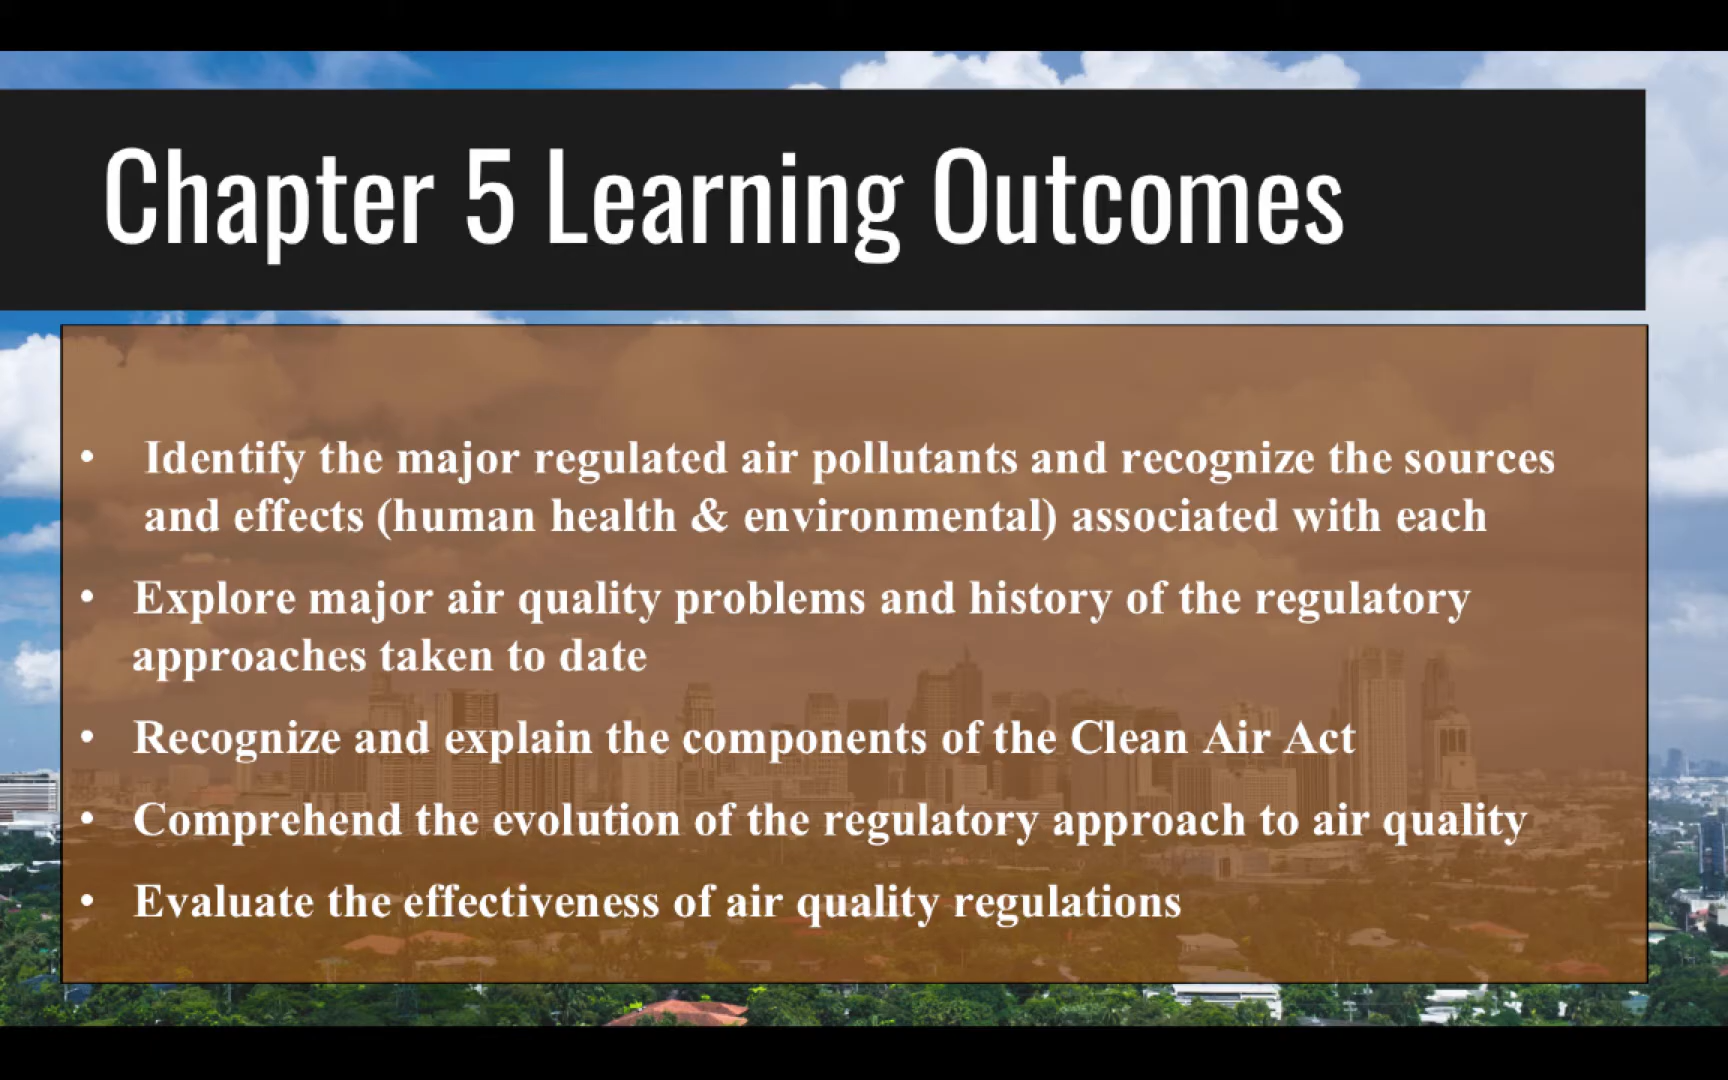 Chapter 5 Learning Outcomes
• Identify the major regulated air pollutants and recognize the sources
and effects (human health & environmental) associated with each
• Explore major air quality problems and history of the regulatory
approaches taken to date
• Recognize and explain the components of the Clean Air Act
• Comprehend the evolution of the regulatory approach to air quality
• Evaluate the effectiveness of air quality regulations